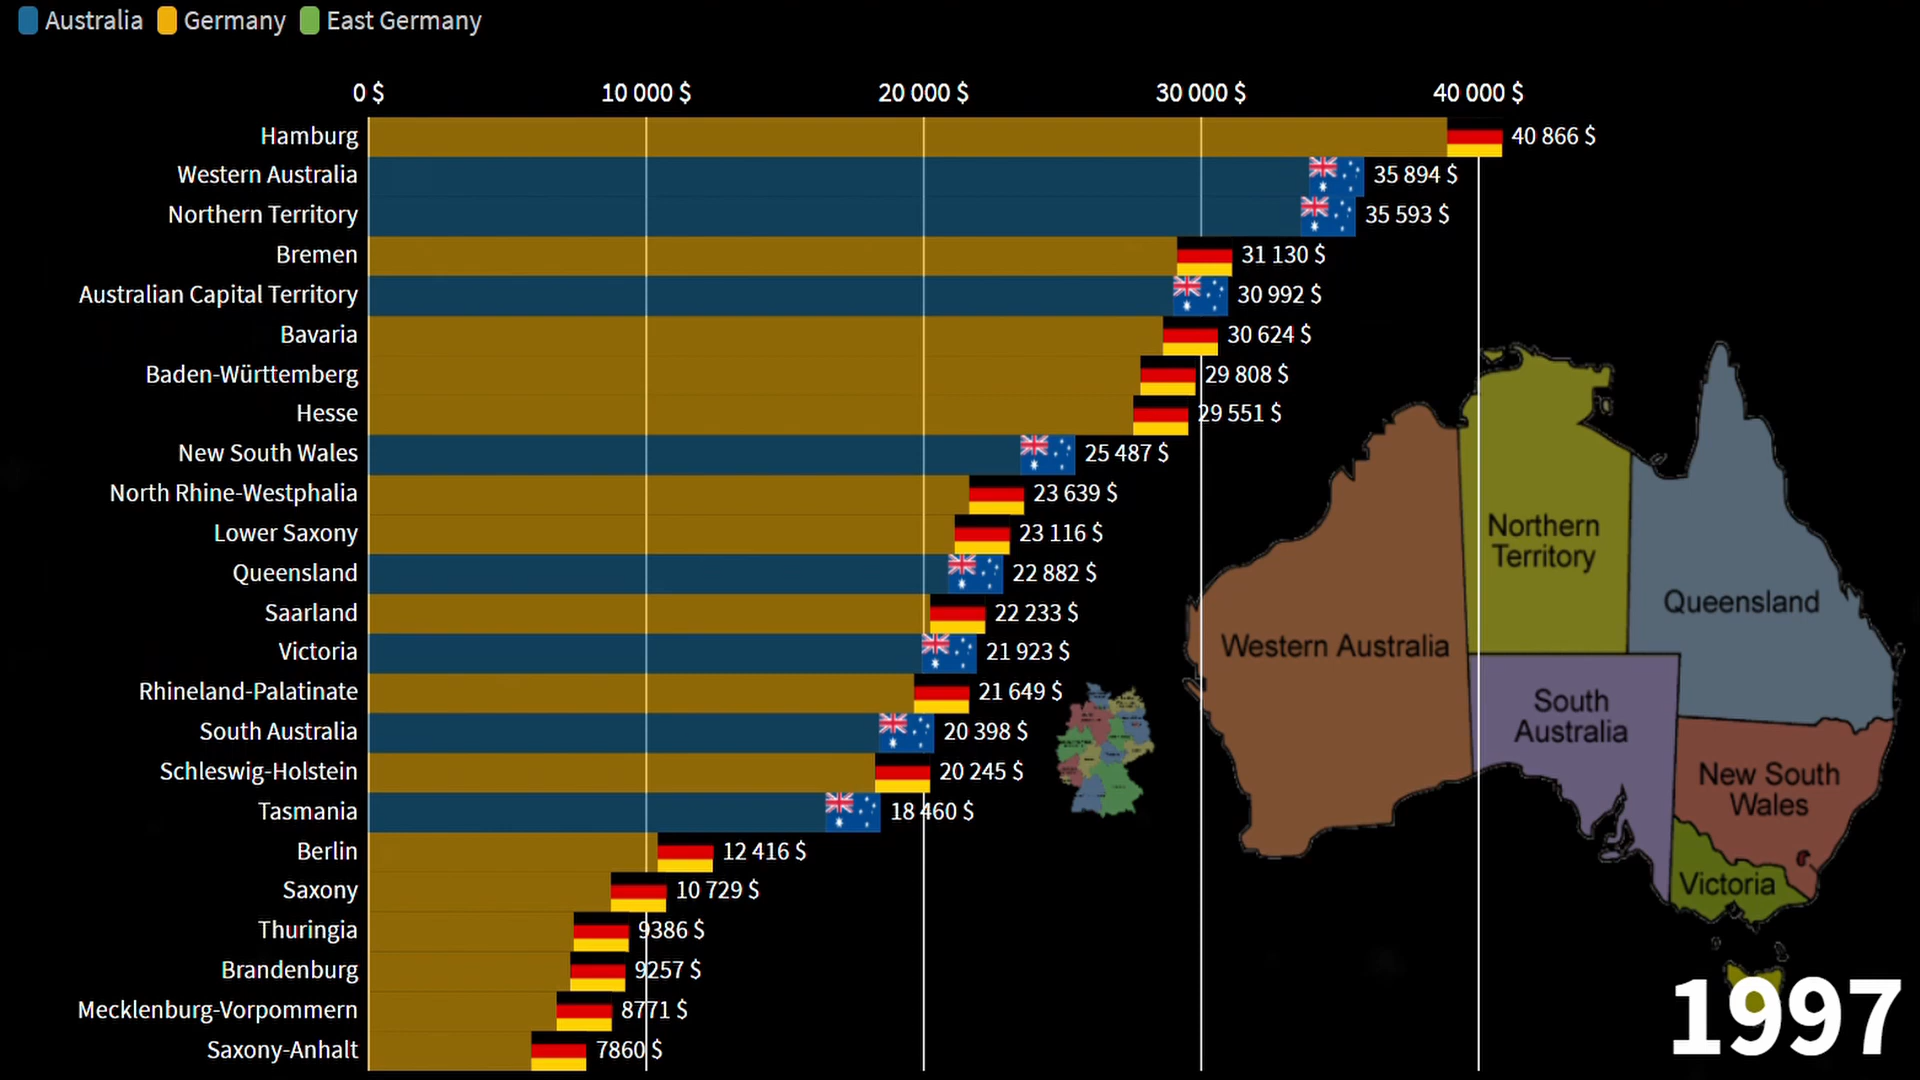 Australia Germany East Germany
0 $ 10 000 $ 20 000 $ 30 000 $ 40 000 $
Hamburg 40 866 $
Western Australia 35 894 $
Northern Territory 35 593 $
Bremen 31 130 $
Australian Capital Territory 30 992 $
Bavaria 30 624 $
Baden-Württemberg 29 808 $
Hesse 29 551 $
New South Wales 25 487 $
North Rhine-Westphalia 23 639 $
Lower Saxony 23 116 $
Queensland 22 882 $
Saarland 22 233 $
Victoria 21 923 $
Rhineland-Palatinate 21 649 $
South Australia 20 398 $
Schleswig-Holstein 20 245 $
Tasmania 18 460 $
Berlin 12 416 $
Saxony 10 729 $
Thuringia 9386 $
Brandenburg 9257 $
Mecklenburg-Vorpommern 8771 $
Saxony-Anhalt 7860 $
Northern
Territory
Queensland
Western Australia
South
Australia
New South
Wales
Victoria
1997